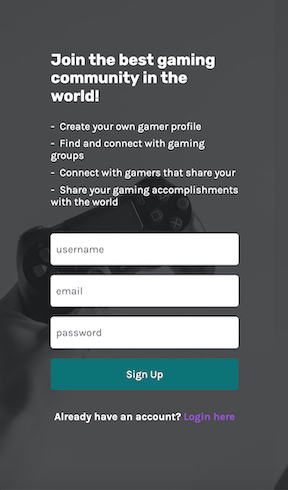 Join the best gaming
community in the
world!
- Create your own gamer profile
- Find and connect with gaming
groups
- Connect with gamers that share your
- Share your gaming accomplishments
with the world
username
email
password
Sign Up
Already have an account? Login here